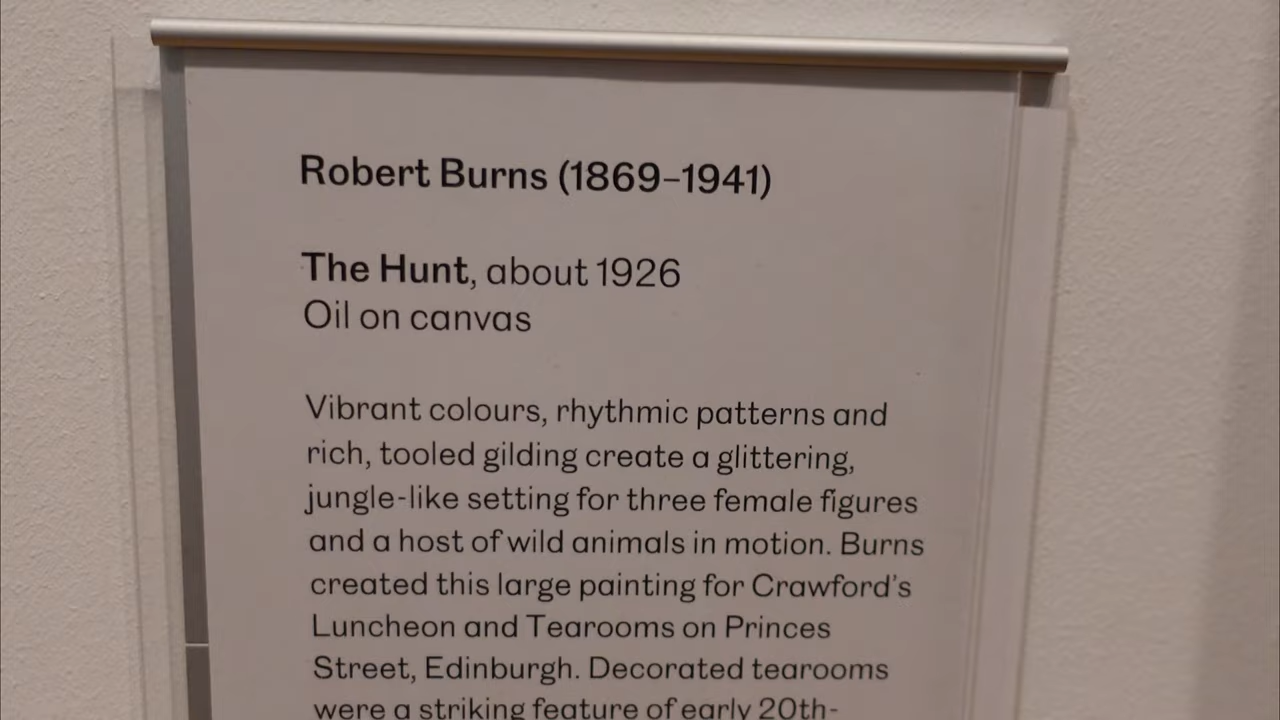 Robert Burns (1869–1941)
The Hunt, about 1926
Oil on canvas
Vibrant colours, rhythmic patterns and
rich, tooled gilding create a glittering,
jungle-like setting for three female figures
and a host of wild animals in motion. Burns
created this large painting for Crawford’s
Luncheon and Tearooms on Princes
Street, Edinburgh. Decorated tearooms
were a striking feature of early 20th-